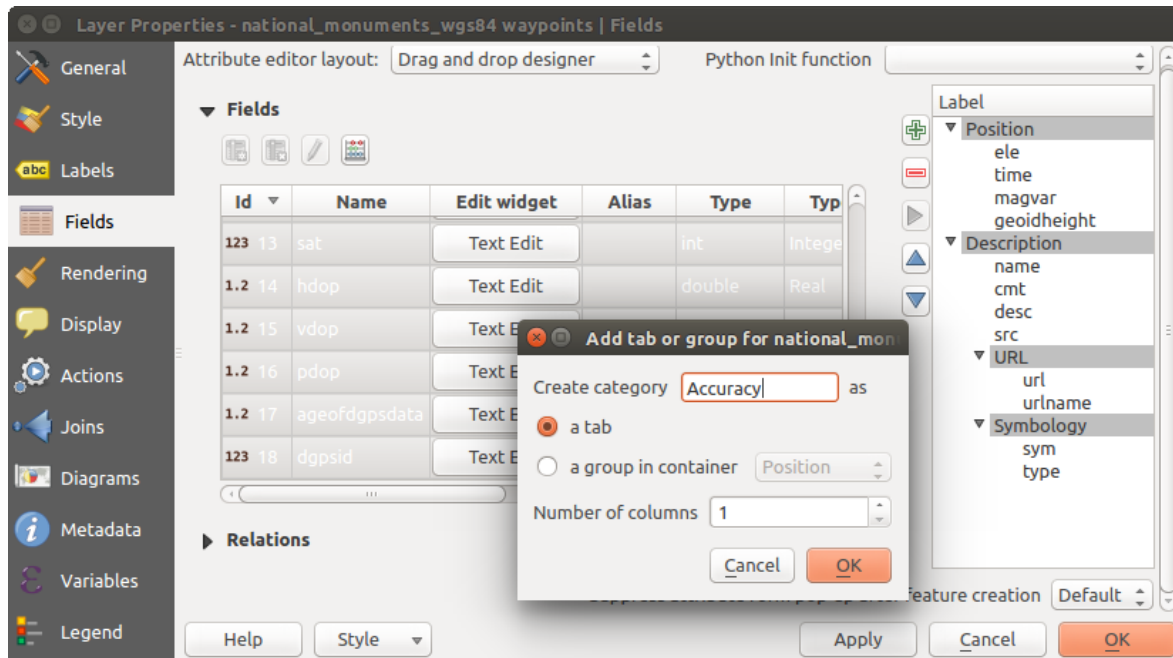 Layer Properties - national_monuments_wgs84 waypoints | Fields
General
Style
abc Labels
Fields
Rendering
Display
Actions
Joins
Diagrams
Metadata
Variables
Legend
Attribute editor layout: Drag and drop designer
Python Init function
Fields
Id Name Edit widget Alias Type Typ
123 13 sat Text Edit int Intege
1.2 14 hdop Text Edit double Real
1.2 15 vdop Text E
1.2 16 pdop Text E
1.2 17 ageofdgpsdata Text E
123 18 dgpsid Text E
Relations
Label
Position
ele
time
magvar
geoidheight
Description
name
cmt
desc
src
URL
url
urlname
Symbology
sym
type
Add tab or group for national_mon
Create category Accuracy as
a tab
a group in container Position
Number of columns 1
Cancel OK
feature creation Default
Help Style Apply Cancel OK